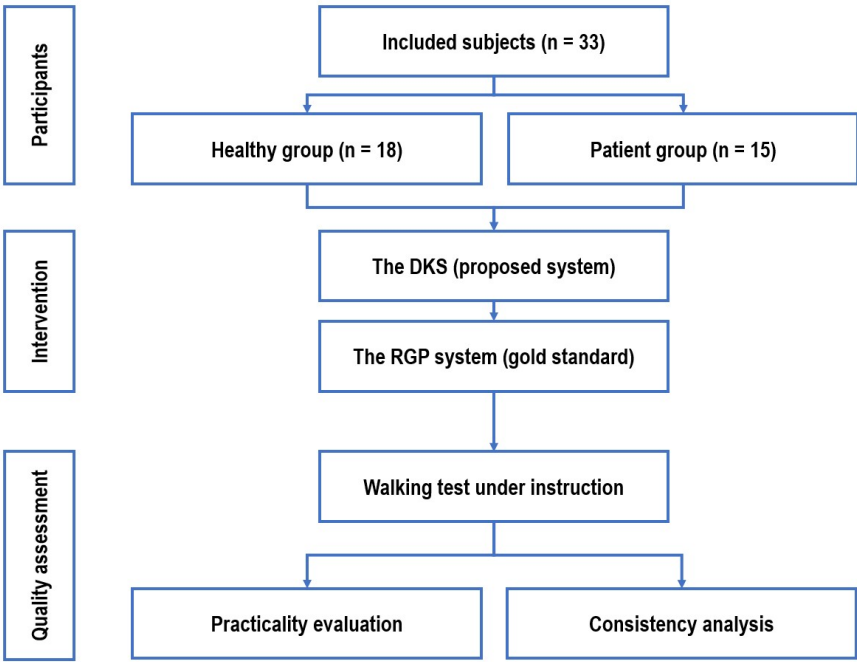 Participants
Included subjects (n = 33)
Healthy group (n = 18)
Patient group (n = 15)
Intervention
The DKS (proposed system)
The RGP system (gold standard)
Quality assessment
Walking test under instruction
Practicality evaluation
Consistency analysis